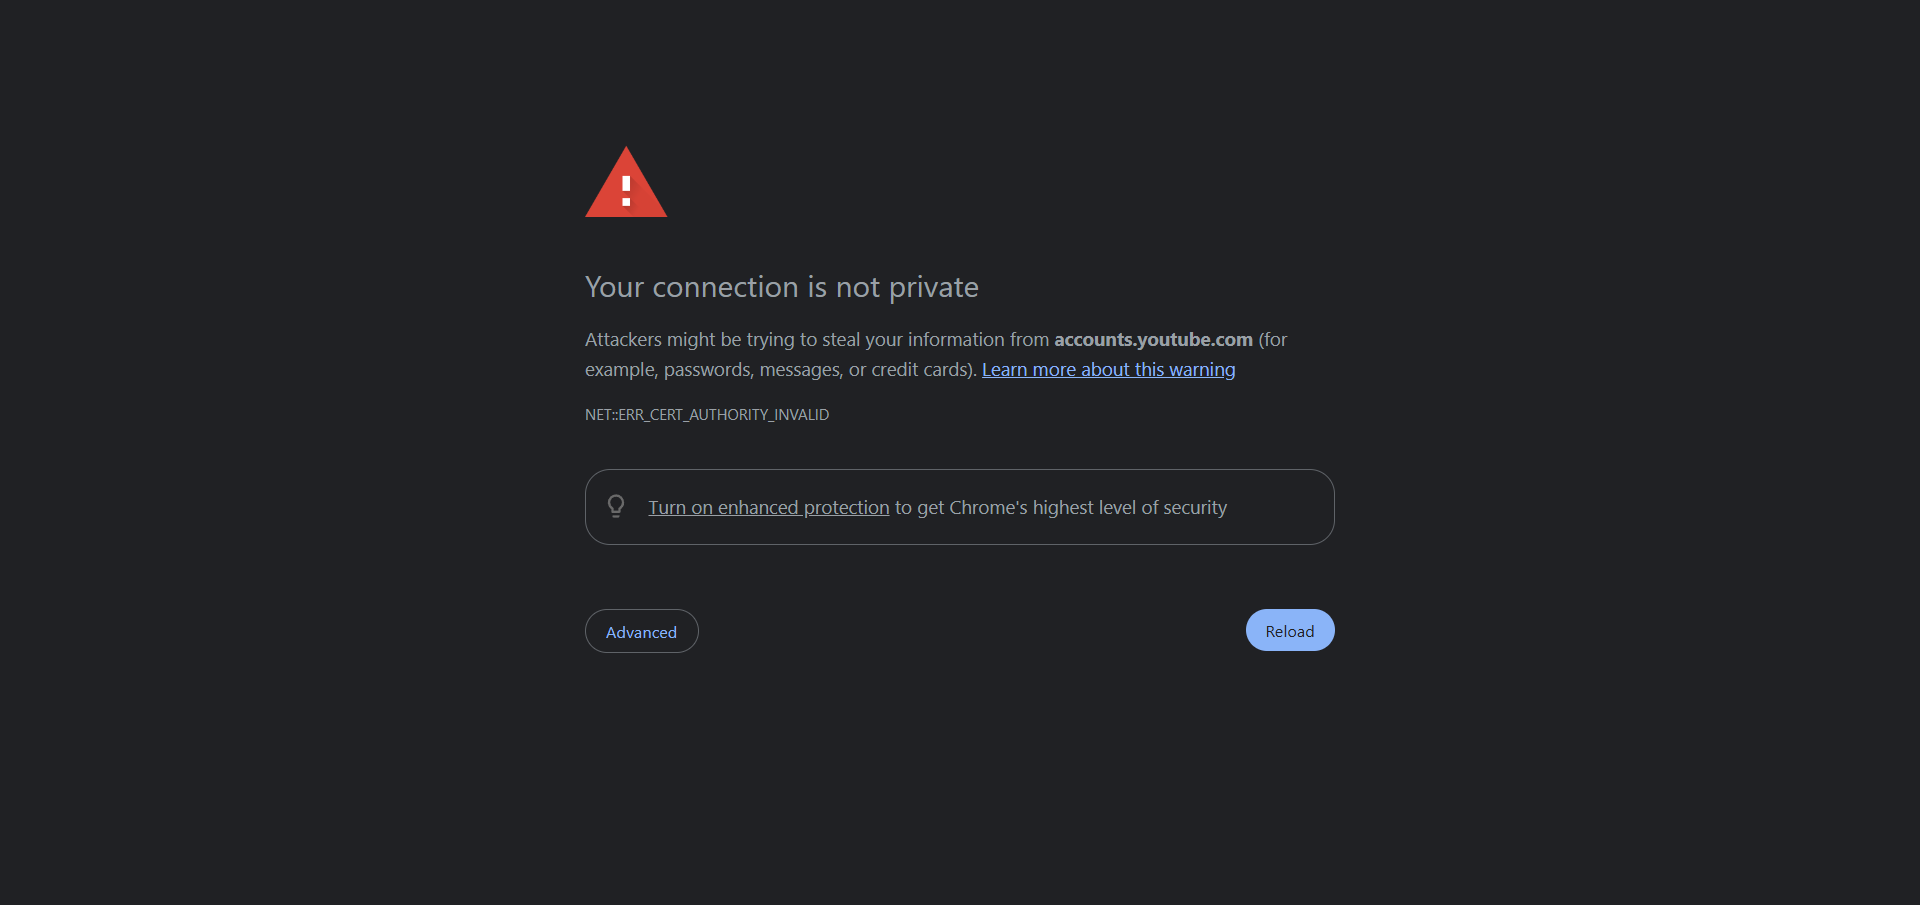 Your connection is not private
Attackers might be trying to steal your information from accounts.youtube.com (for
example, passwords, messages, or credit cards). Learn more about this warning
NET::ERR_CERT_AUTHORITY_INVALID
Turn on enhanced protection to get Chrome's highest level of security
Advanced
Reload